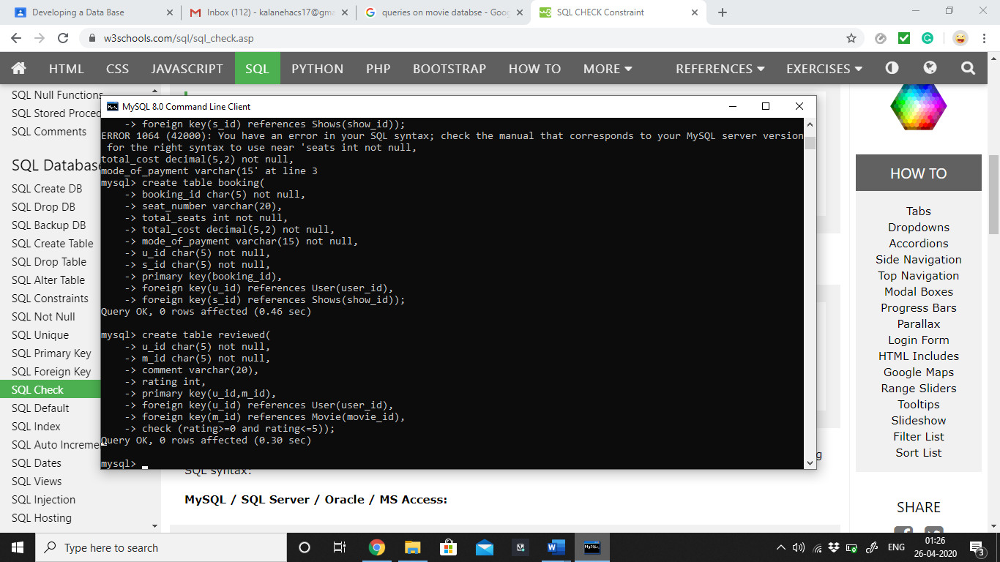 Developing a Data Base
Inbox (112) - kalanehacs17@gma
queries on movie databse - Goog
SQL CHECK Constraint
w3schools.com/sql/sql_check.asp
HTML CSS JAVASCRIPT SQL PYTHON PHP BOOTSTRAP HOW TO MORE REFERENCES EXERCISES
SQL Null Functions
SQL Stored Proced
SQL Comments
SQL Database
SQL Create DB
SQL Drop DB
SQL Backup DB
SQL Create Table
SQL Drop Table
SQL Alter Table
SQL Constraints
SQL Not Null
SQL Unique
SQL Primary Key
SQL Foreign Key
SQL Check
SQL Default
SQL Index
SQL Auto Increme
SQL Dates
SQL Views
SQL Injection
SQL Hosting
MySQL 8.0 Command Line Client
-> foreign key(s_id) references Shows(show_id));
ERROR 1064 (42000): You have an error in your SQL syntax; check the manual that corresponds to your MySQL server version
for the right syntax to use near 'seats int not null,
total_cost decimal(5,2) not null,
mode_of_payment varchar(15' at line 3
mysql> create table booking(
-> booking_id char(5) not null,
-> seat_number varchar(20),
-> total_seats int not null,
-> total_cost decimal(5,2) not null,
-> mode_of_payment varchar(15) not null,
-> u_id char(5) not null,
-> s_id char(5) not null,
-> primary key(booking_id),
-> foreign key(u_id) references User(user_id),
-> foreign key(s_id) references Shows(show_id));
Query OK, 0 rows affected (0.46 sec)
mysql> create table reviewed(
-> u_id char(5) not null,
-> m_id char(5) not null,
-> comment varchar(20),
-> rating int,
-> primary key(u_id,m_id),
-> foreign key(u_id) references User(user_id),
-> foreign key(m_id) references Movie(movie_id),
-> check (rating>=0 and rating<=5));
Query OK, 0 rows affected (0.30 sec)
mysql>
SQL syntax:
MySQL / SQL Server / Oracle / MS Access:
HOW TO
Tabs
Dropdowns
Accordions
Side Navigation
Top Navigation
Modal Boxes
Progress Bars
Parallax
Login Form
HTML Includes
Google Maps
Range Sliders
Tooltips
Slideshow
Filter List
Sort List
SHARE
Type here to search
ENG
01:26
26-04-2020
3